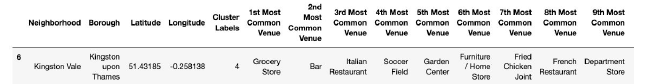 Neighborhood Borough Latitude Longitude Cluster Labels 1st Most Common Venue 2nd Most Common Venue 3rd Most Common Venue 4th Most Common Venue 5th Most Common Venue 6th Most Common Venue 7th Most Common Venue 8th Most Common Venue 9th Most Common Venue
6 Kingston Vale Kingston upon Thames 51.43185 -0.258138 4 Grocery Store Bar Italian Restaurant Soccer Field Garden Center Furniture / Home Store Fried Chicken Joint French Restaurant Department Store